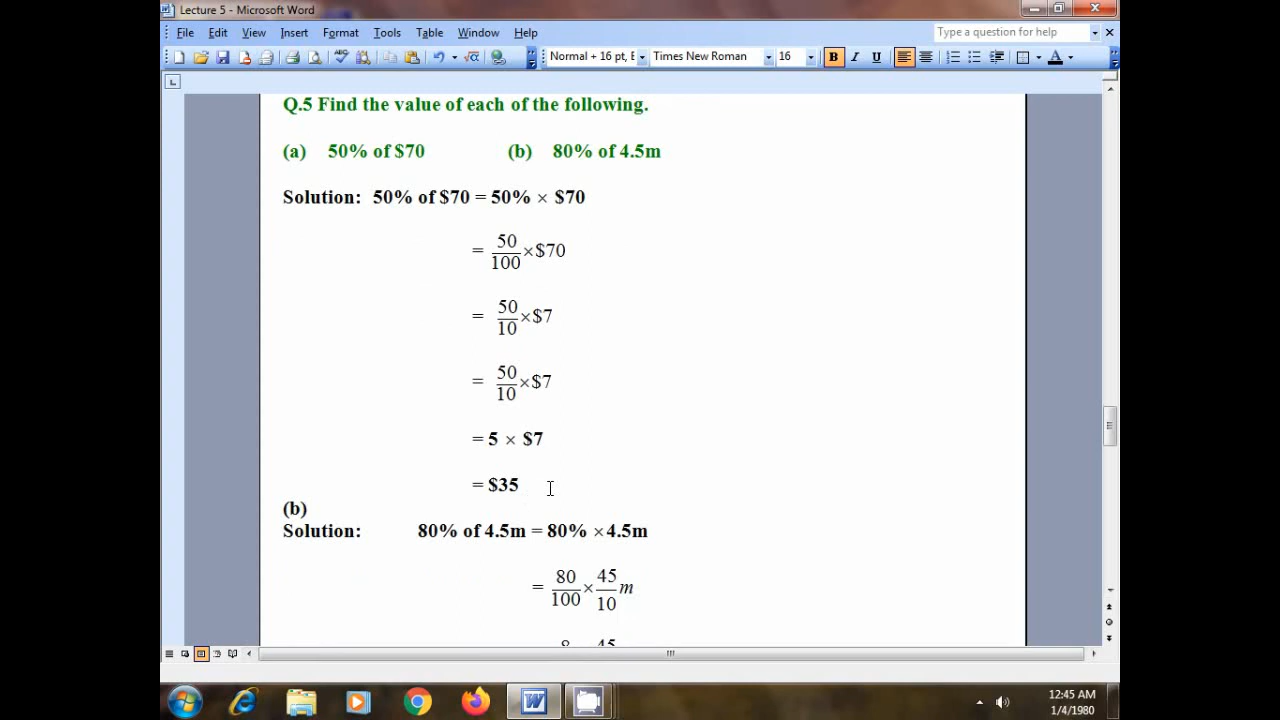 Lecture 5 - Microsoft Word
File Edit View Insert Format Tools Table Window Help Type a question for help
Normal + 16 pt, E Times New Roman 16 B I U A
Q.5 Find the value of each of the following.
(a) 50% of $70 (b) 80% of 4.5m
Solution: 50% of $70 = 50% × $70
= 50/100 ×$70
= 50/10 ×$7
= 50/10 ×$7
= 5 × $7
= $35
(b)
Solution: 80% of 4.5m = 80% ×4.5m
= 80/100 × 45/10 m
8 45
12:45 AM
1/4/1980